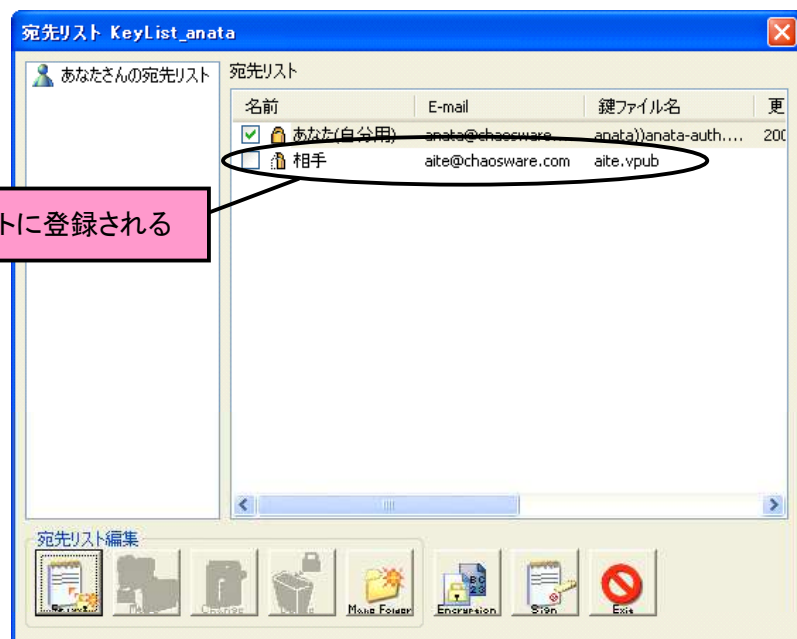 宛先リスト KeyList_anata
あなたさんの宛先リスト
宛先リスト
名前 E-mail 鍵ファイル名 更
あなた(自分用) anata@chaosware... anata))anata-auth.... 200
相手 aite@chaosware.com aite.vpub
トに登録される
宛先リスト編集
Make Folder Encryption Sign Exit